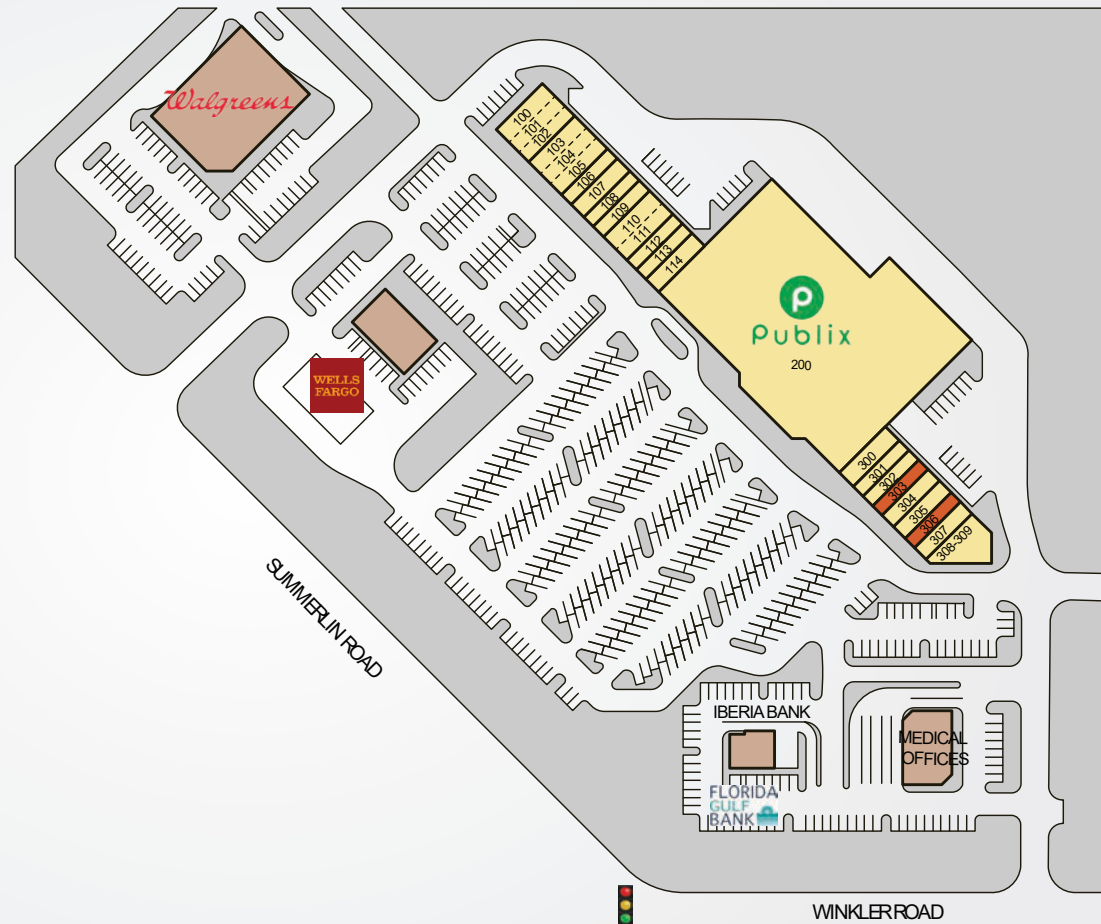 Walgreens
100
101
102
103
104
105
106
107
108
109
110
111
112
113
114
P
Publix
200
WELLS
FARGO
300
301
302
303
304
305
306
307
308-309
SUMMERLIN ROAD
IBERIA BANK
MEDICAL
OFFICES
FLORIDA
GULF
BANK
WINKLER ROAD